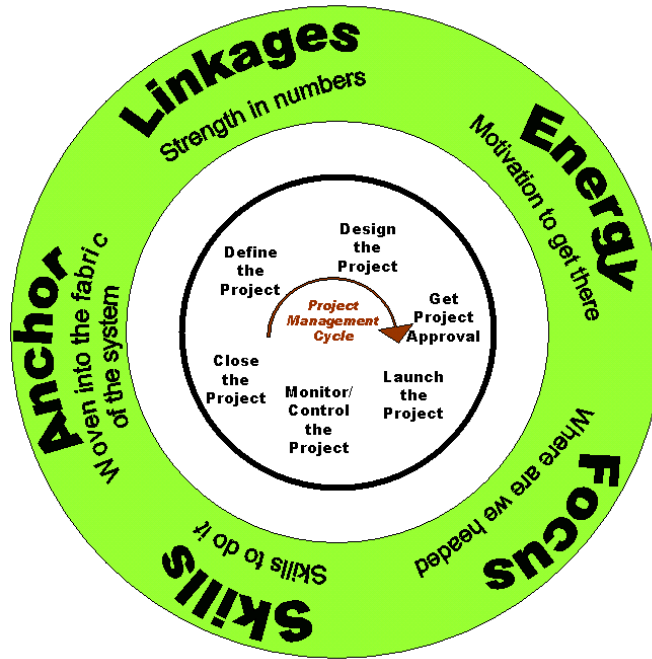 Linkages
Strength in numbers
Energy
Motivation to get there
Focus
Where are we headed
Skills
Skills to do it
Anchor
Woven into the fabric
of the system
Define
the
Project
Design
the
Project
Get
Project
Approval
Launch
the
Project
Monitor/
Control
the
Project
Close
the
Project
Project
Management
Cycle